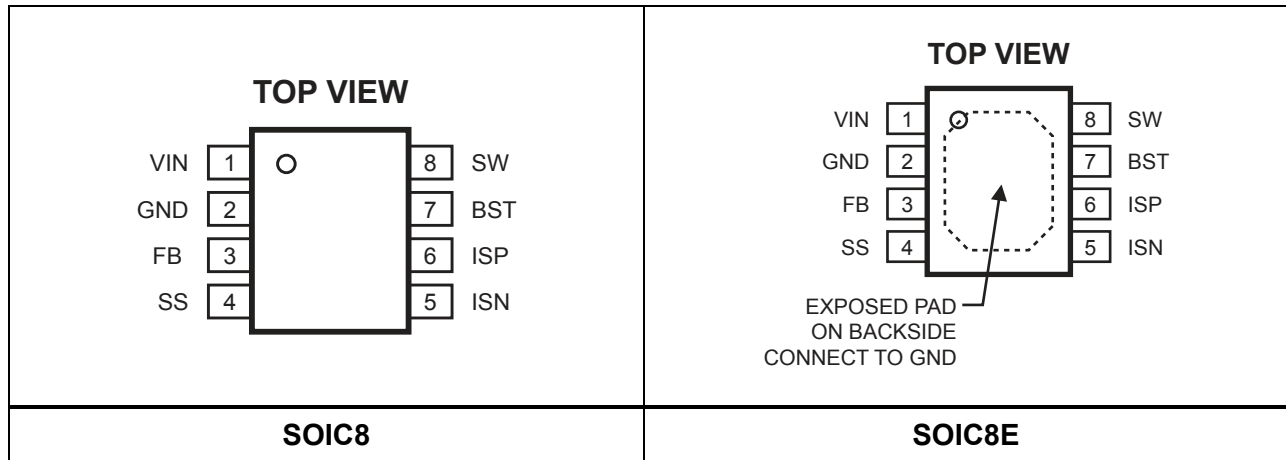 TOP VIEW
VIN 1 8 SW
GND 2 7 BST
FB 3 6 ISP
SS 4 5 ISN
SOIC8
TOP VIEW
VIN 1 8 SW
GND 2 7 BST
FB 3 6 ISP
SS 4 5 ISN
EXPOSED PAD
ON BACKSIDE
CONNECT TO GND
SOIC8E